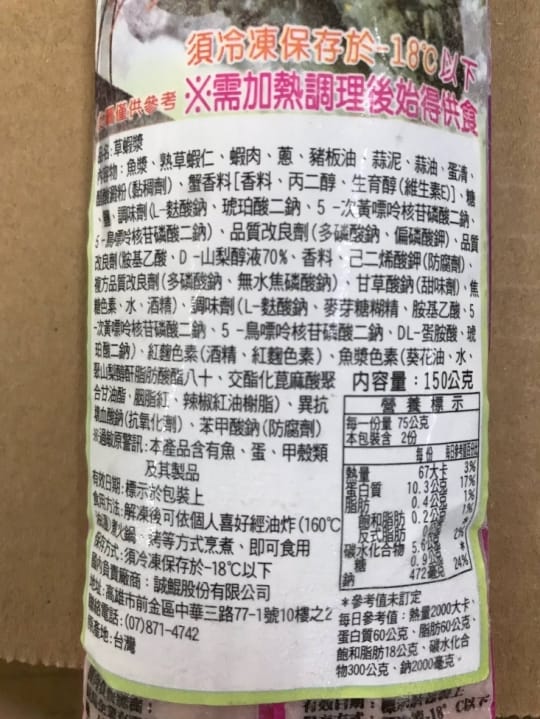 須冷凍保存於-18℃以下
僅供參考 ※需加熱調理後始得供食
品名:草蝦漿
內容物:魚漿、熟草蝦仁、蝦肉、蔥、豬板油、蒜泥、蒜油、蛋清、
醋酸澱粉(黏稠劑)、蟹香料[香料、丙二醇、生育醇(維生素E)]、糖
、鹽、調味劑(L-麩酸鈉、琥珀酸二鈉、5-次黃嘌呤核苷磷酸二鈉、
5-鳥嘌呤核苷磷酸二鈉)、品質改良劑(多磷酸鈉、偏磷酸鉀)、品質
改良劑(胺基乙酸、D-山梨醇液70%、香料、己二烯酸鉀(防腐劑)、
複方品質改良劑(多磷酸鈉、無水焦磷酸鈉)、甘草酸鈉(甜味劑)、焦
糖色素、水、酒精)、調味劑(L-麩酸鈉、麥芽糖糊精、胺基乙酸、5
-次黃嘌呤核苷磷酸二鈉、5-鳥嘌呤核苷磷酸二鈉、DL-蛋胺酸、琥
珀酸二鈉)、紅麴色素(酒精、紅麴色素)、魚漿色素(葵花油、水、
聚山梨醇酐脂肪酸酯八十、交酯化蓖麻酸聚
合甘油酯、胭脂紅、辣椒紅油樹脂)、異抗
壞血酸鈉(抗氧化劑)、苯甲酸鈉(防腐劑)
※過敏原警訊:本產品含有魚、蛋、甲殼類
及其製品
有效日期:標示於包裝上
食用方法:解凍後可依個人喜好經油炸(160℃
煮火鍋、烤等方式烹煮、即可食用
保存方式:須冷凍保存於-18℃以下
國內負責廠商:誠鯤股份有限公司
地址:高雄市前金區中華三路77-1號10樓之2
聯絡電話:(07)871-4742
原產地:台灣
內容量:150公克
營養標示
每一份量 75公克
本包裝含 2份
每份 每日參考值百分比
熱量 67大卡 3%
蛋白質 10.3公克 17%
脂肪 0.4公克 1%
飽和脂肪 0.2公克 1%
反式脂肪 0公克 *
碳水化合物 5.6公克 2%
糖 0.9公克 *
鈉 472毫克 24%
*參考值未訂定
每日參考值:熱量2000大卡、
蛋白質60公克、脂肪60公克、
飽和脂肪18公克、碳水化合
物300公克、鈉2000毫克。